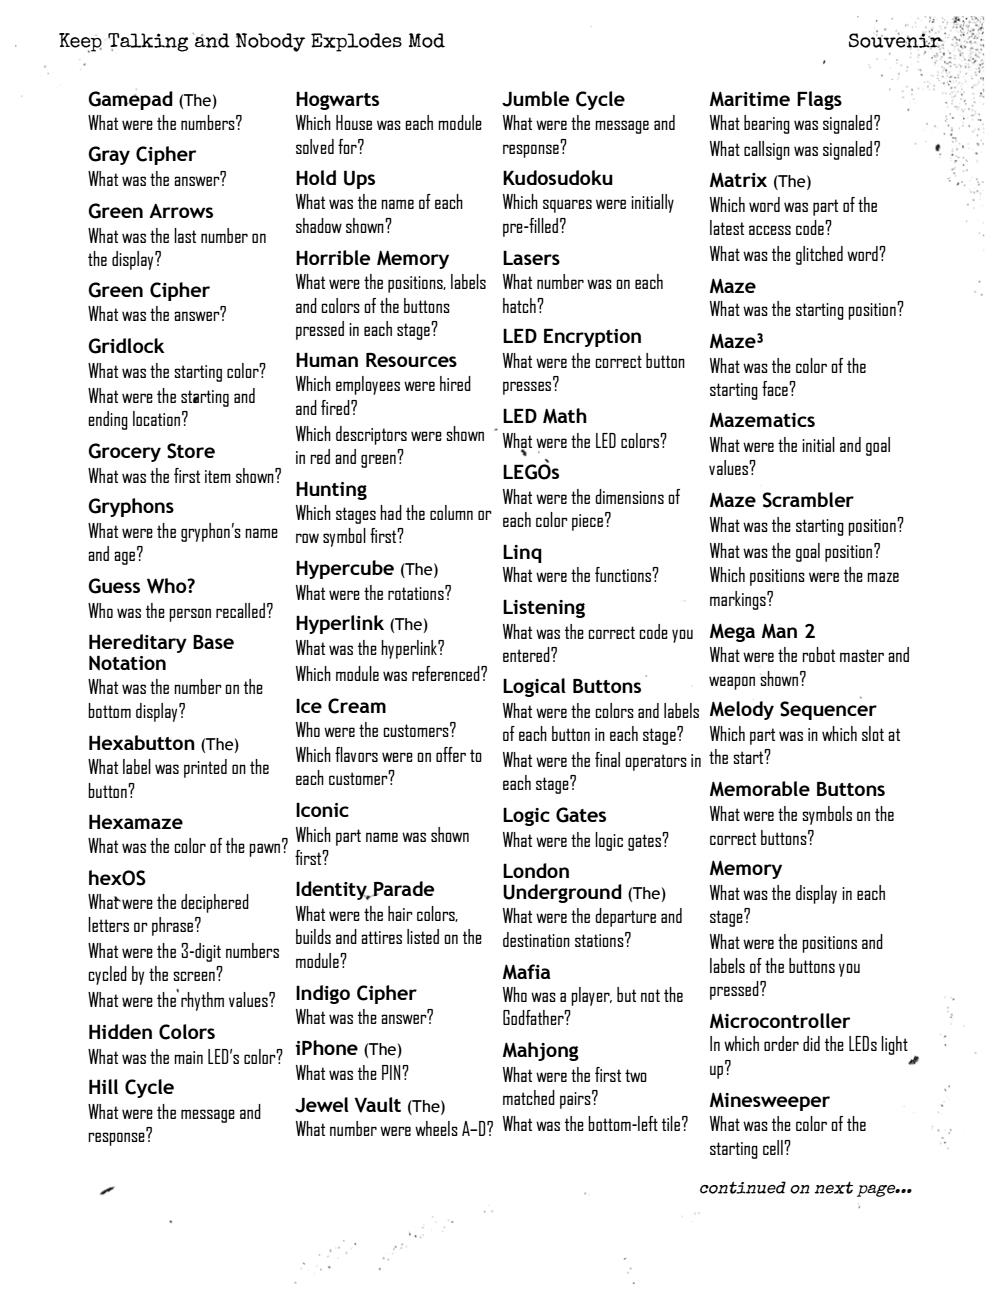 Keep Talking and Nobody Explodes Mod
Souvenir
Gamepad (The)
What were the numbers?
Gray Cipher
What was the answer?
Green Arrows
What was the last number on
the display?
Green Cipher
What was the answer?
Gridlock
What was the starting color?
What were the starting and
ending location?
Grocery Store
What was the first item shown?
Gryphons
What were the gryphon's name
and age?
Guess Who?
Who was the person recalled?
Hereditary Base
Notation
What was the number on the
bottom display?
Hexabutton (The)
What label was printed on the
button?
Hexamaze
What was the color of the pawn?
hexOS
What were the deciphered
letters or phrase?
What were the 3-digit numbers
cycled by the screen?
What were the rhythm values?
Hidden Colors
What was the main LED's color?
Hill Cycle
What were the message and
response?
Hogwarts
Which House was each module
solved for?
Hold Ups
What was the name of each
shadow shown?
Horrible Memory
What were the positions, labels
and colors of the buttons
pressed in each stage?
Human Resources
Which employees were hired
and fired?
Which descriptors were shown
in red and green?
Hunting
Which stages had the column or
row symbol first?
Hypercube (The)
What were the rotations?
Hyperlink (The)
What was the hyperlink?
Which module was referenced?
Ice Cream
Who were the customers?
Which flavors were on offer to
each customer?
Iconic
Which part name was shown
first?
Identity Parade
What were the hair colors,
builds and attires listed on the
module?
Indigo Cipher
What was the answer?
iPhone (The)
What was the PIN?
Jewel Vault (The)
What number were wheels A–D?
Jumble Cycle
What were the message and
response?
Kudosudoku
Which squares were initially
pre-filled?
Lasers
What number was on each
hatch?
LED Encryption
What were the correct button
presses?
LED Math
What were the LED colors?
LEGOs
What were the dimensions of
each color piece?
Linq
What were the functions?
Listening
What was the correct code you
entered?
Logical Buttons
What were the colors and labels
of each button in each stage?
What were the final operators in
each stage?
Logic Gates
What were the logic gates?
London
Underground (The)
What were the departure and
destination stations?
Mafia
Who was a player, but not the
Godfather?
Mahjong
What were the first two
matched pairs?
What was the bottom-left tile?
Maritime Flags
What bearing was signaled?
What callsign was signaled?
Matrix (The)
Which word was part of the
latest access code?
What was the glitched word?
Maze
What was the starting position?
Maze³
What was the color of the
starting face?
Mazematics
What were the initial and goal
values?
Maze Scrambler
What was the starting position?
What was the goal position?
Which positions were the maze
markings?
Mega Man 2
What were the robot master and
weapon shown?
Melody Sequencer
Which part was in which slot at
the start?
Memorable Buttons
What were the symbols on the
correct buttons?
Memory
What was the display in each
stage?
What were the positions and
labels of the buttons you
pressed?
Microcontroller
In which order did the LEDs light
up?
Minesweeper
What was the color of the
starting cell?
continued on next page...